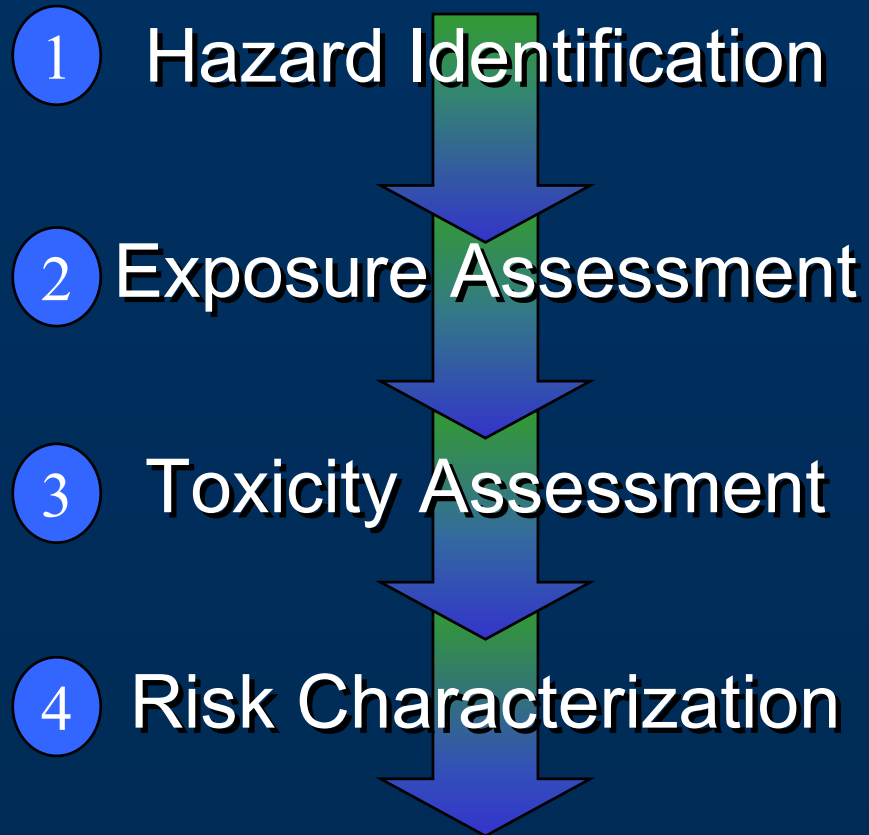 1 Hazard Identification
2 Exposure Assessment
3 Toxicity Assessment
4 Risk Characterization